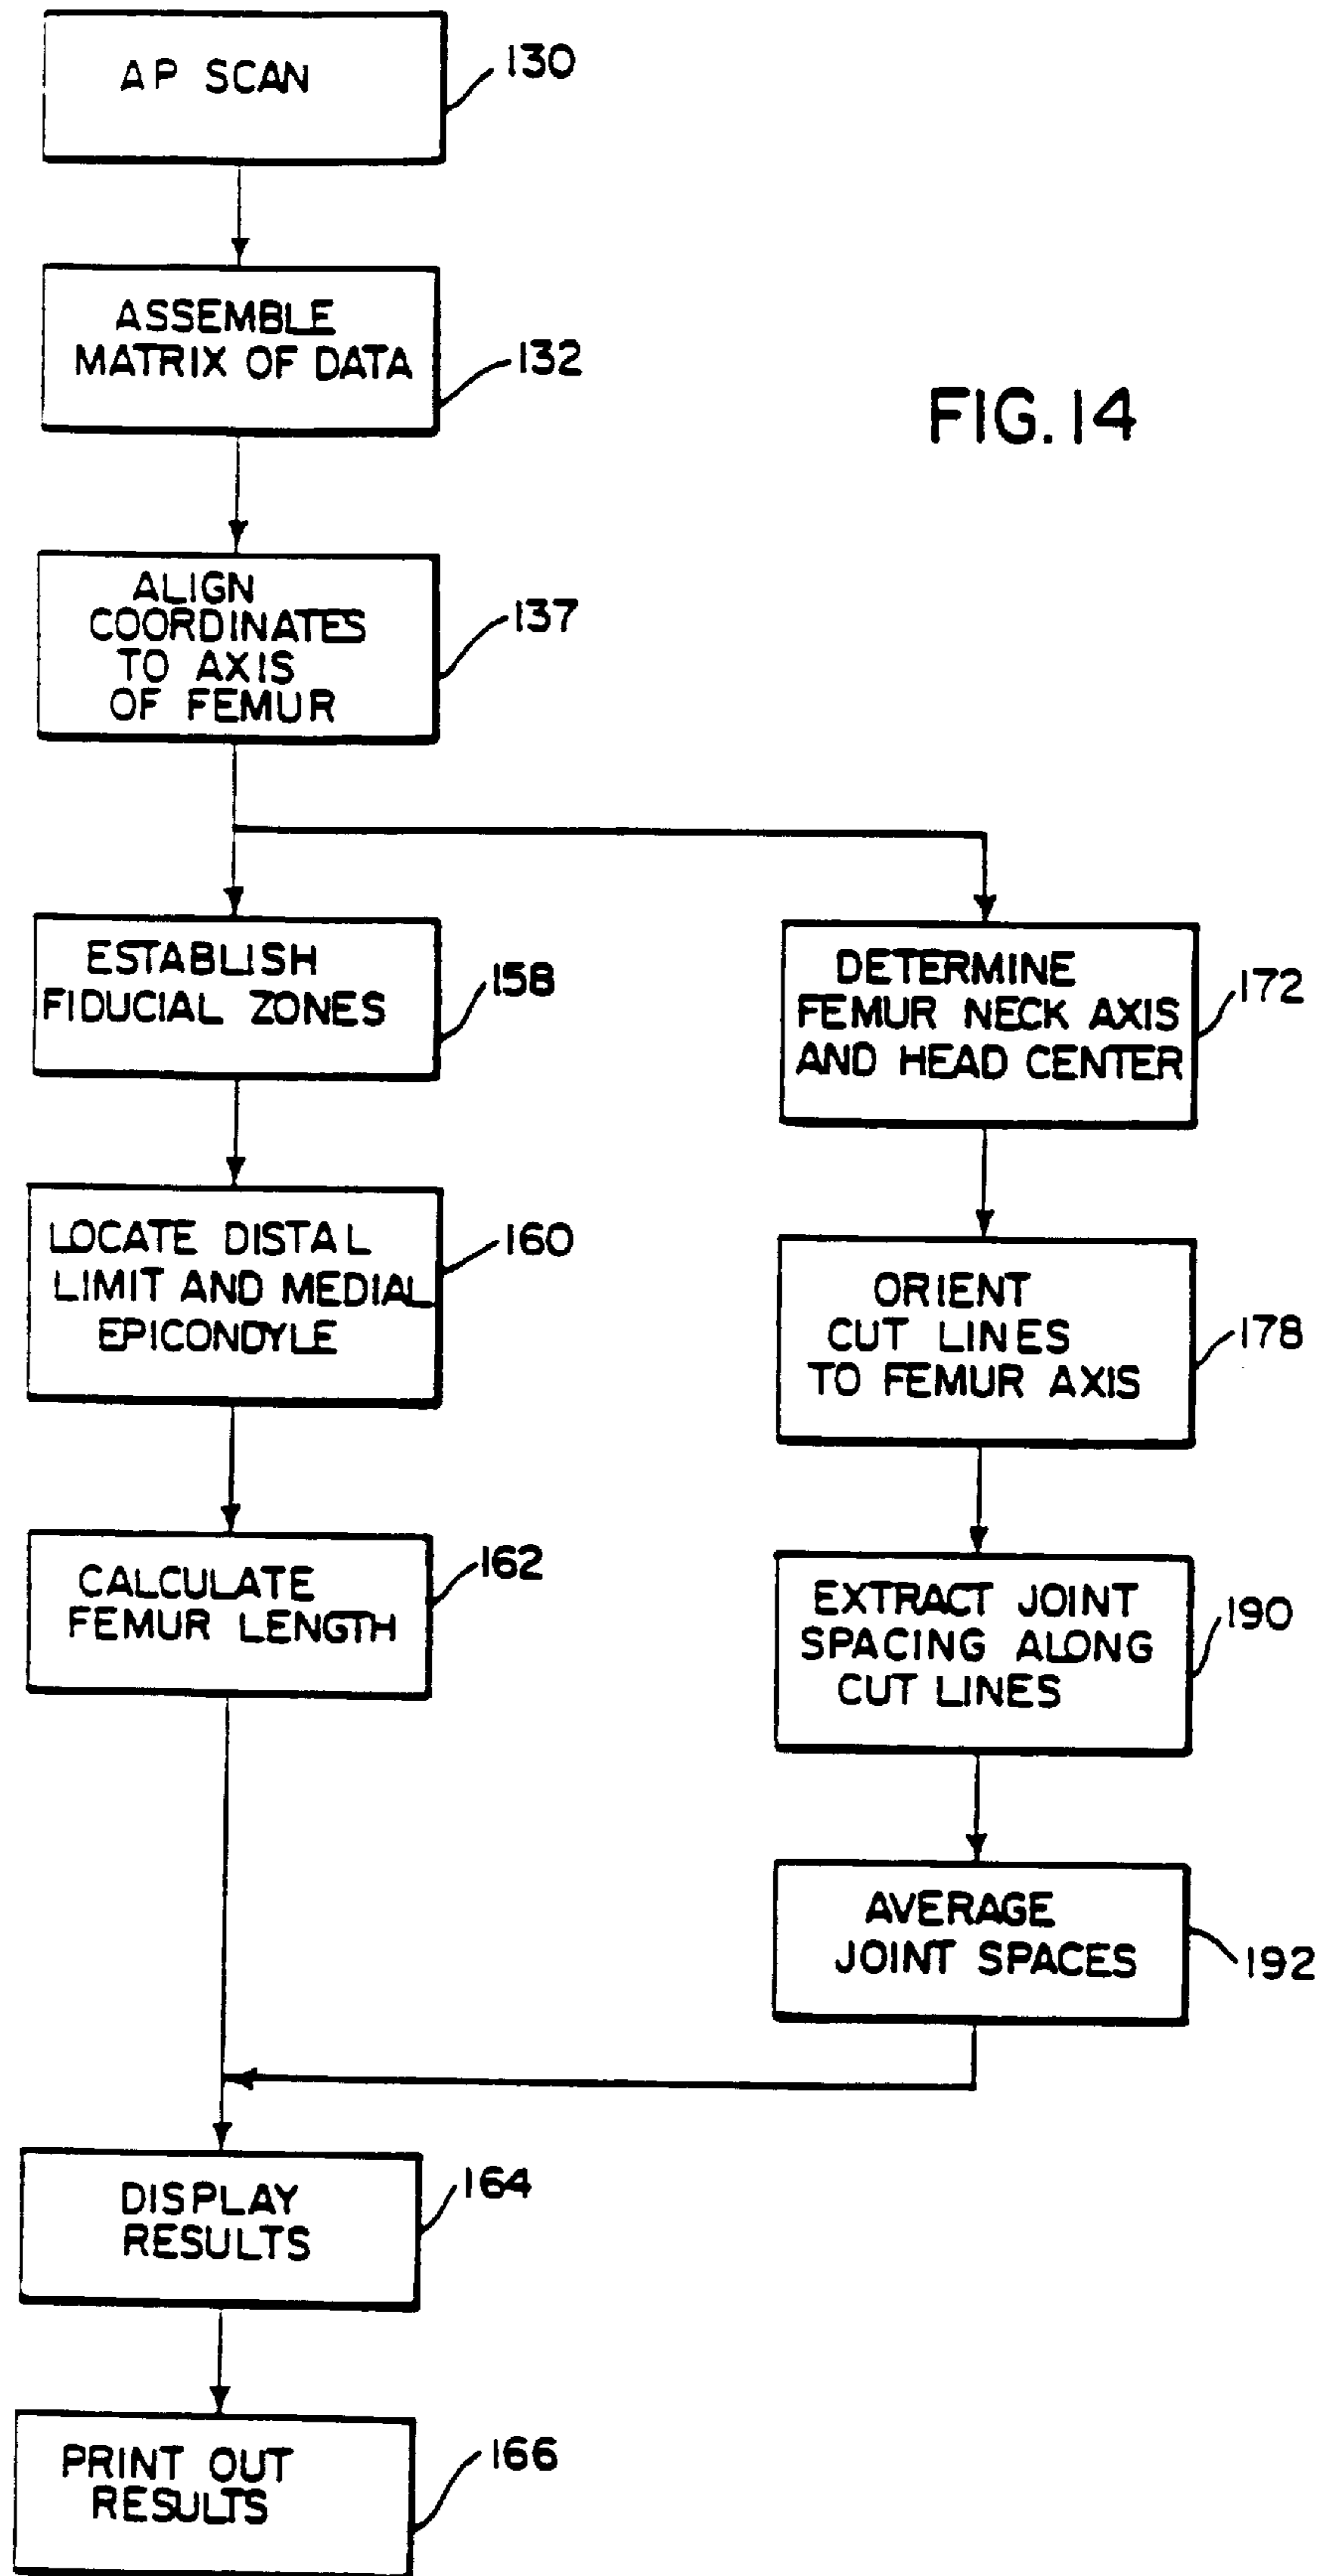 AP SCAN
130
ASSEMBLE
MATRIX OF DATA
132
FIG. 14
ALIGN
COORDINATES
TO AXIS
OF FEMUR
137
ESTABLISH
FIDUCIAL ZONES
158
DETERMINE
FEMUR NECK AXIS
AND HEAD CENTER
172
LOCATE DISTAL
LIMIT AND MEDIAL
EPICONDYLE
160
ORIENT
CUT LINES
TO FEMUR AXIS
178
CALCULATE
FEMUR LENGTH
162
EXTRACT JOINT
SPACING ALONG
CUT LINES
190
AVERAGE
JOINT SPACES
192
DISPLAY
RESULTS
164
PRINT OUT
RESULTS
166